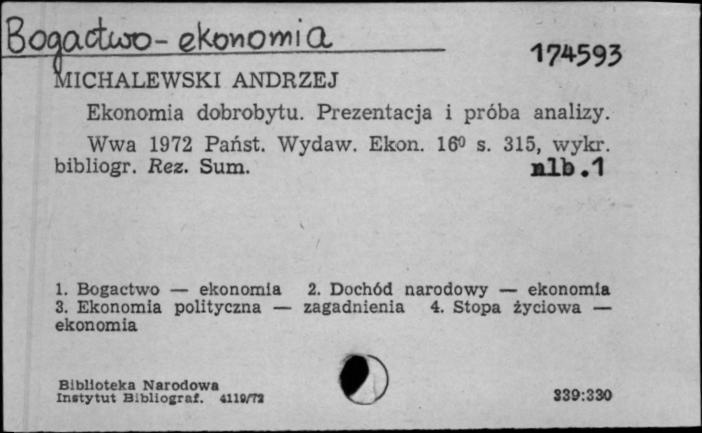 Bogactwo - ekonomia
174593
MICHALEWSKI ANDRZEJ
Ekonomia dobrobytu. Prezentacja i próba analizy.
Wwa 1972 Państ. Wydaw. Ekon. 16⁰ s. 315, wykr.
bibliogr. Rez. Sum. nlb.1
1. Bogactwo — ekonomia 2. Dochód narodowy — ekonomia
3. Ekonomia polityczna — zagadnienia 4. Stopa życiowa —
ekonomia
Biblioteka Narodowa
Instytut Bibliograf. 4119/72
339:330